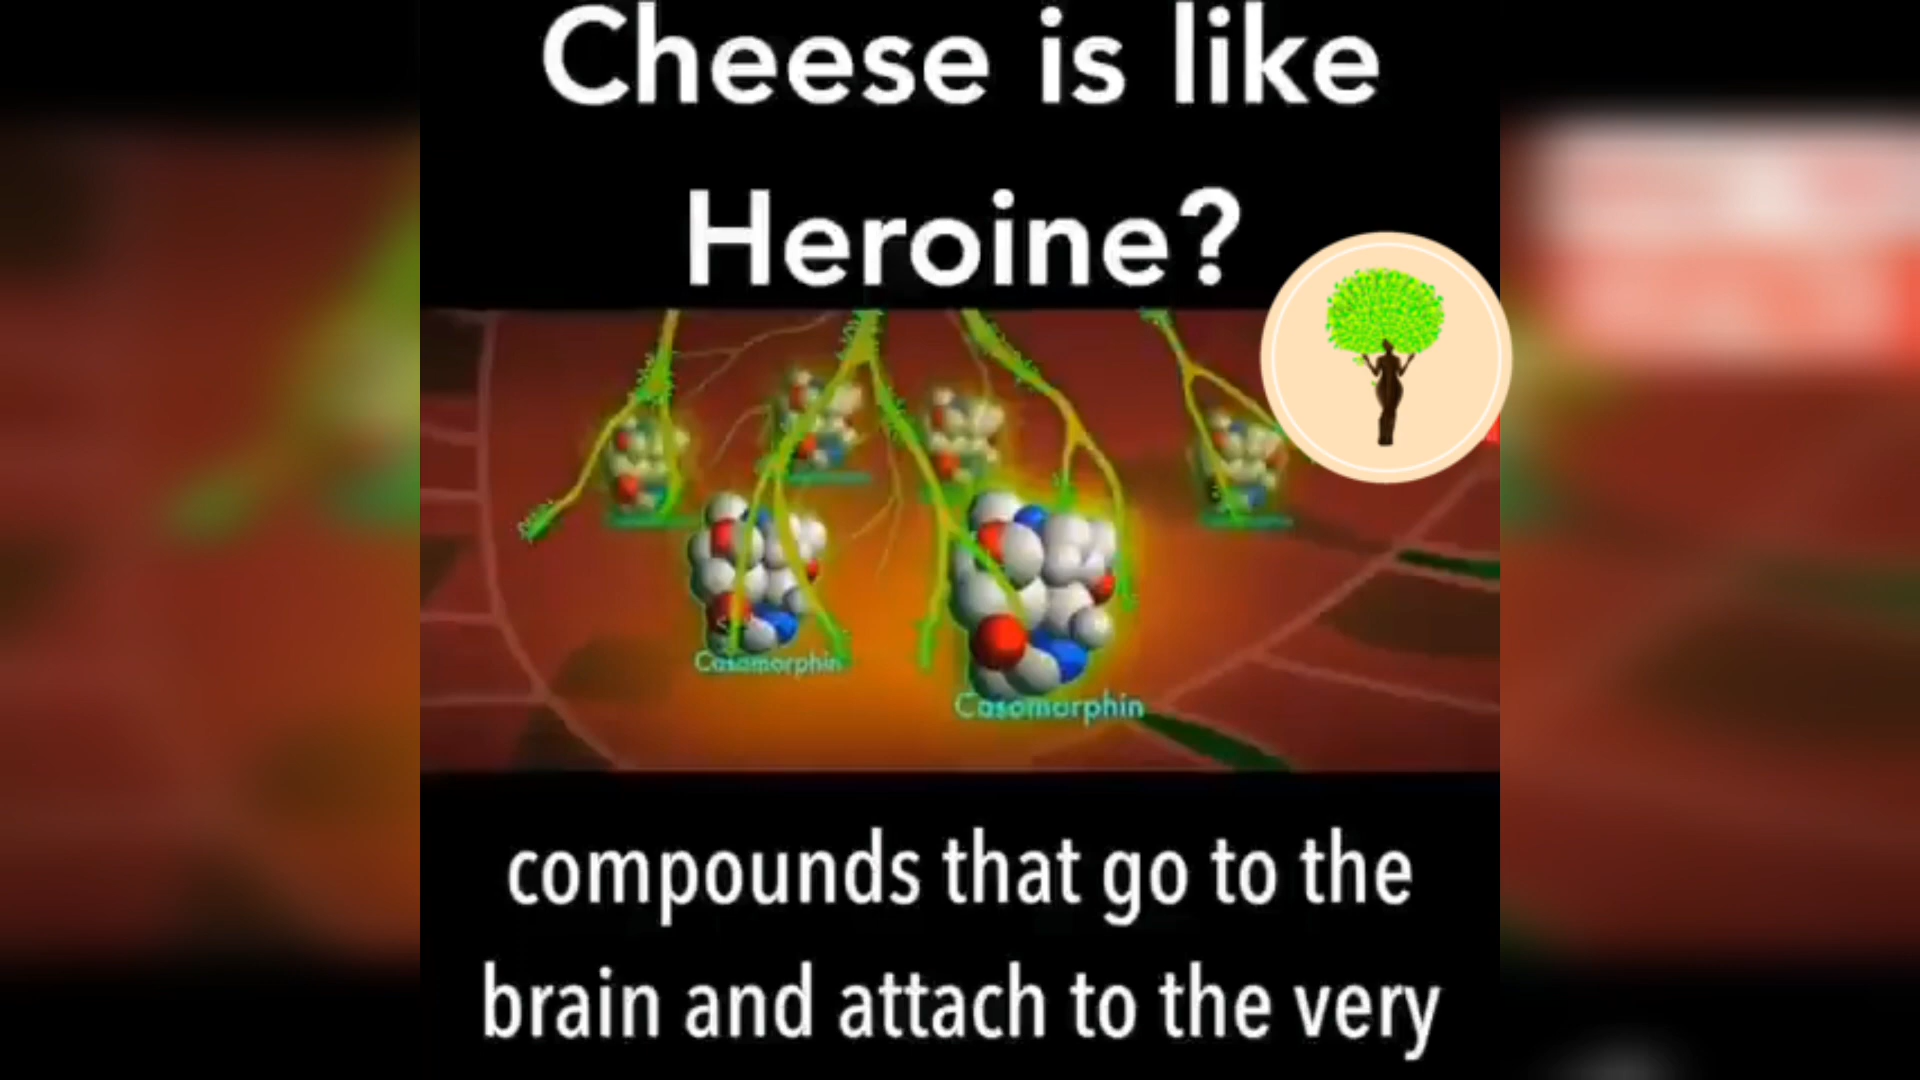 Cheese is like
Heroine?
Casomorphin
Casomorphin
compounds that go to the
brain and attach to the very